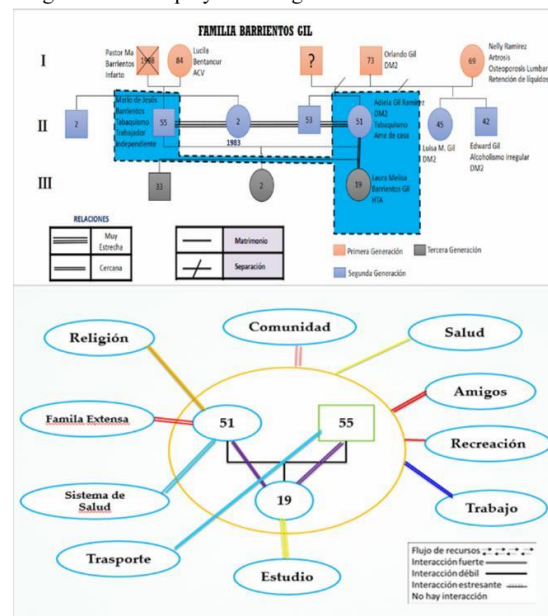 FAMILIA BARRIENTOS GIL
I
Pastor Ma
Barrientos
Infarto
1988
84
Lucila
Bentancur
ACV
?
73
Orlando Gil
DM2
69
Nelly Ramirez
Artrosis
Osteoporosis Lumbar
Retención de líquidos
II
2
Mario de Jesús
Barrientos
Tabaquismo
Trabajador
independiente
55
2
53
51
Adiela Gil Ramirez
DM2
Tabaquismo
Ama de casa
45
Luisa M. Gil
DM2
42
Edward Gil
Alcoholismo irregular
DM2
1983
III
33
2
19
Laura Melisa
Barrientos Gil
HTA
RELACIONES
Muy
Estrecha
Cercana
Matrimonio
Separación
Primera Generación
Tercera Generación
Segunda Generación
Religión
Comunidad
Salud
Famila Extensa
51
55
Amigos
Recreación
Sistema de
Salud
19
Trabajo
Trasporte
Estudio
Flujo de recursos
Interacción fuerte
Interacción débil
Interacción estresante
No hay interacción